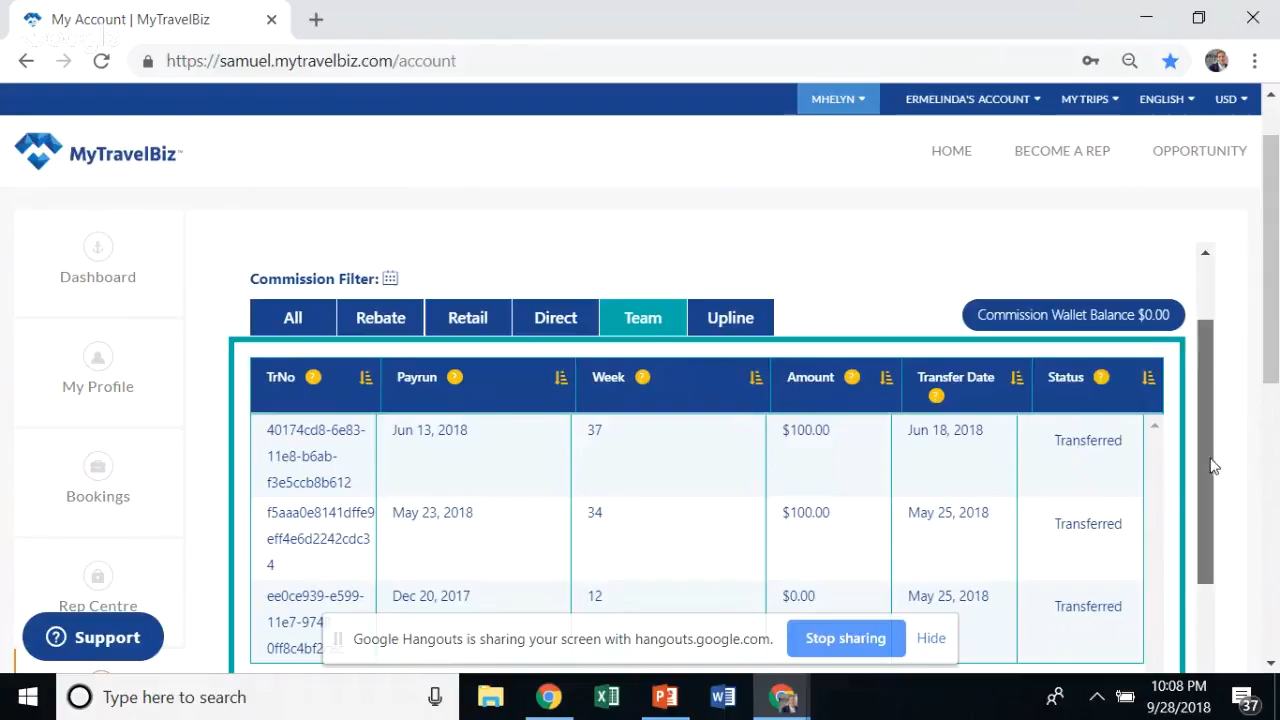 My Account | MyTravelBiz
https://samuel.mytravelbiz.com/account
MHELYN
ERMELINDA'S ACCOUNT
MY TRIPS
ENGLISH
USD
MyTravelBiz™
HOME
BECOME A REP
OPPORTUNITY
Dashboard
My Profile
Bookings
Rep Centre
Support
Commission Filter:
All
Rebate
Retail
Direct
Team
Upline
Commission Wallet Balance $0.00
TrNo ? Payrun ? Week ? Amount ? Transfer Date ? Status ?
40174cd8-6e83- Jun 13, 2018 37 $100.00 Jun 18, 2018 Transferred
11e8-b6ab-
f3e5ccb8b612
f5aaa0e8141dffe9 May 23, 2018 34 $100.00 May 25, 2018 Transferred
eff4e6d2242cdc3
4
ee0ce939-e599- Dec 20, 2017 12 $0.00 May 25, 2018 Transferred
11e7-974
0ff8c4bf2
Google Hangouts is sharing your screen with hangouts.google.com.
Stop sharing
Hide
Type here to search
10:08 PM
9/28/2018
37